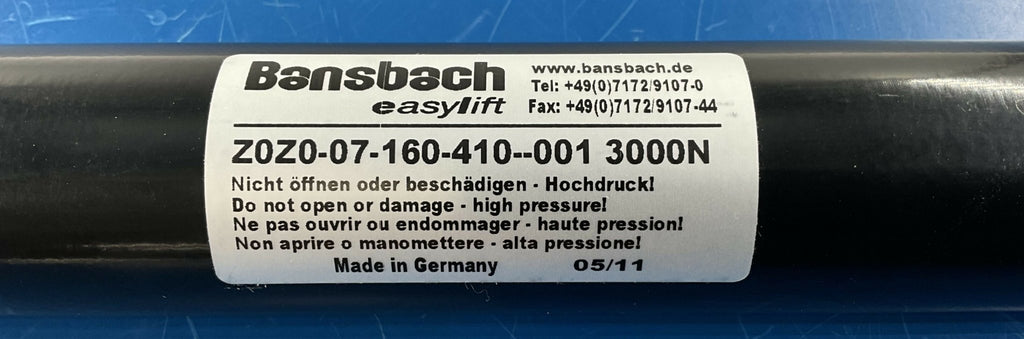 Bansbach
easylift
www.bansbach.de
Tel: +49(0)7172/9107-0
Fax: +49(0)7172/9107-44
Z0Z0-07-160-410--001 3000N
Nicht öffnen oder beschädigen - Hochdruck!
Do not open or damage - high pressure!
Ne pas ouvrir ou endommager - haute pression!
Non aprire o manomettere - alta pressione!
Made in Germany 05/11